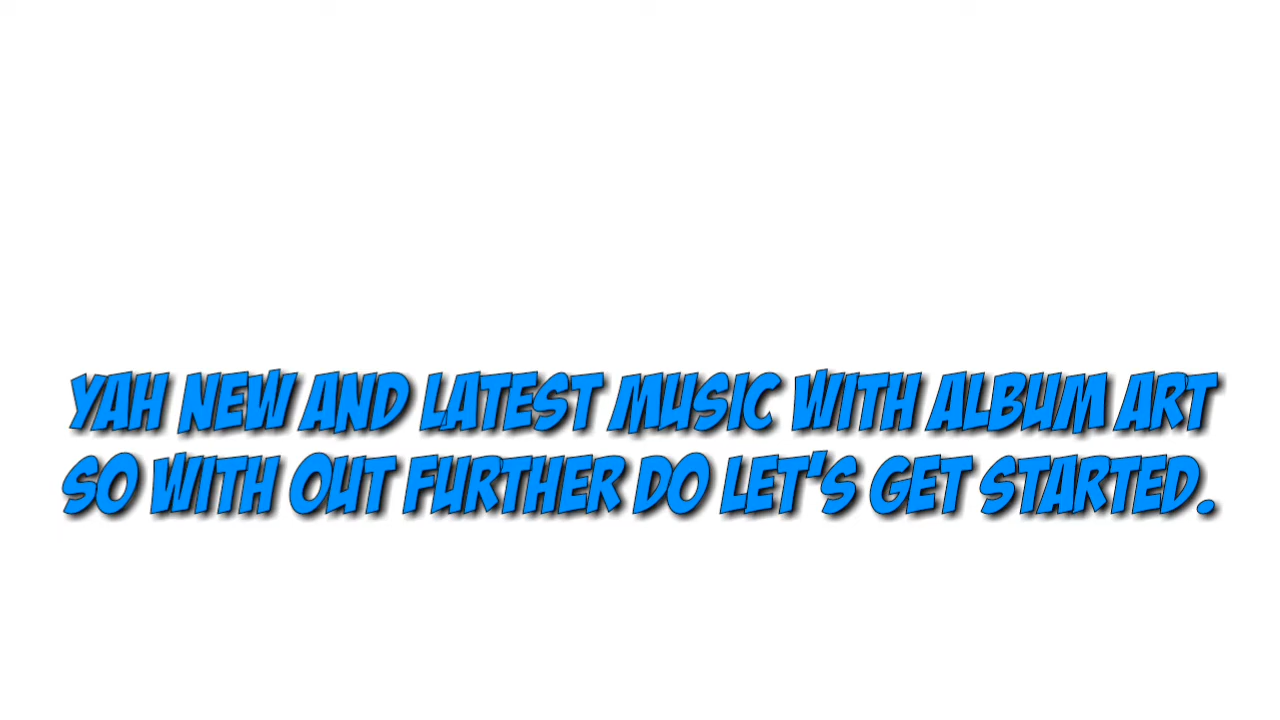 YAH NEW AND LATEST MUSIC WITH ALBUM ART
SO WITH OUT FURTHER DO LET'S GET STARTED.